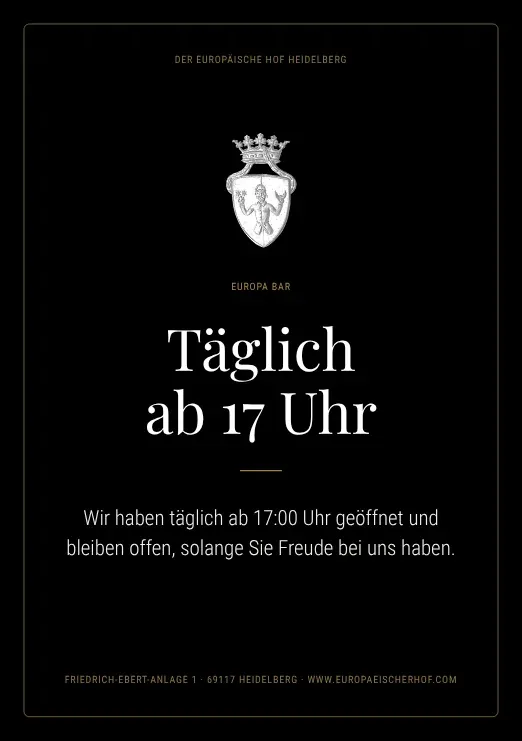 DER EUROPÄISCHE HOF HEIDELBERG
EUROPA BAR
Täglich
ab 17 Uhr
Wir haben täglich ab 17:00 Uhr geöffnet und
bleiben offen, solange Sie Freude bei uns haben.
FRIEDRICH-EBERT-ANLAGE 1 · 69117 HEIDELBERG · WWW.EUROPAEISCHERHOF.COM